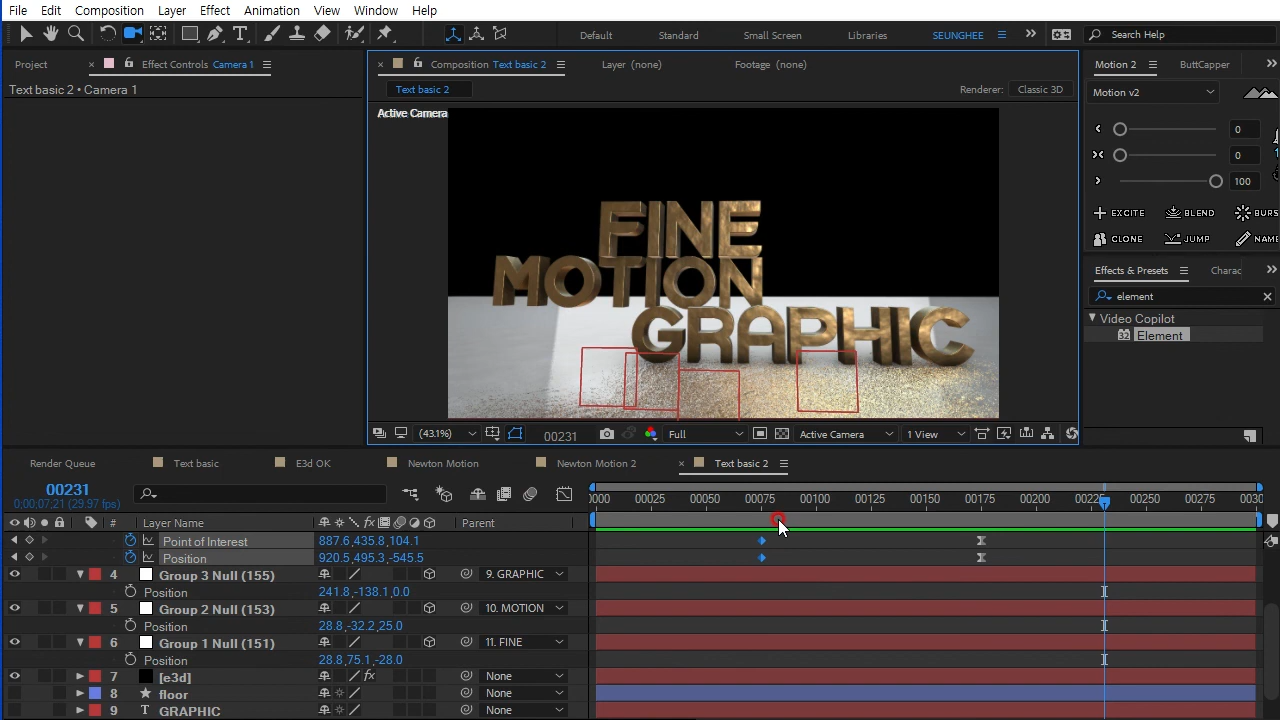 File Edit Composition Layer Effect Animation View Window Help
Default Standard Small Screen Libraries SEUNGHEE Search Help
Project Effect Controls Camera 1 Composition Text basic 2 Layer (none) Footage (none) Motion 2 ButtCapper
Text basic 2 • Camera 1 Text basic 2 Renderer: Classic 3D Motion v2
Active Camera
0
0
100
EXCITE BLEND BURS
CLONE JUMP NAME
FINE
MOTION
GRAPHIC
Effects & Presets Charac
element
Video Copilot
32 Element
(43.1%) 00231 Full Active Camera 1 View
Render Queue Text basic E3d OK Newton Motion Newton Motion 2 Text basic 2
00231
0;00;07;21 (29.97 fps)
0000 00025 00050 00075 00100 00125 00150 00175 00200 00225 00250 00275 0030
# Layer Name Parent
Point of Interest 887.6,435.8,104.1
Position 920.5,495.3,-545.5
4 Group 3 Null (155) 9. GRAPHIC
Position 241.8,-138.1,0.0
5 Group 2 Null (153) 10. MOTION
Position 28.8,-32.2,25.0
6 Group 1 Null (151) 11. FINE
Position 28.8,75.1,-28.0
7 [e3d] None
8 floor None
9 T GRAPHIC None